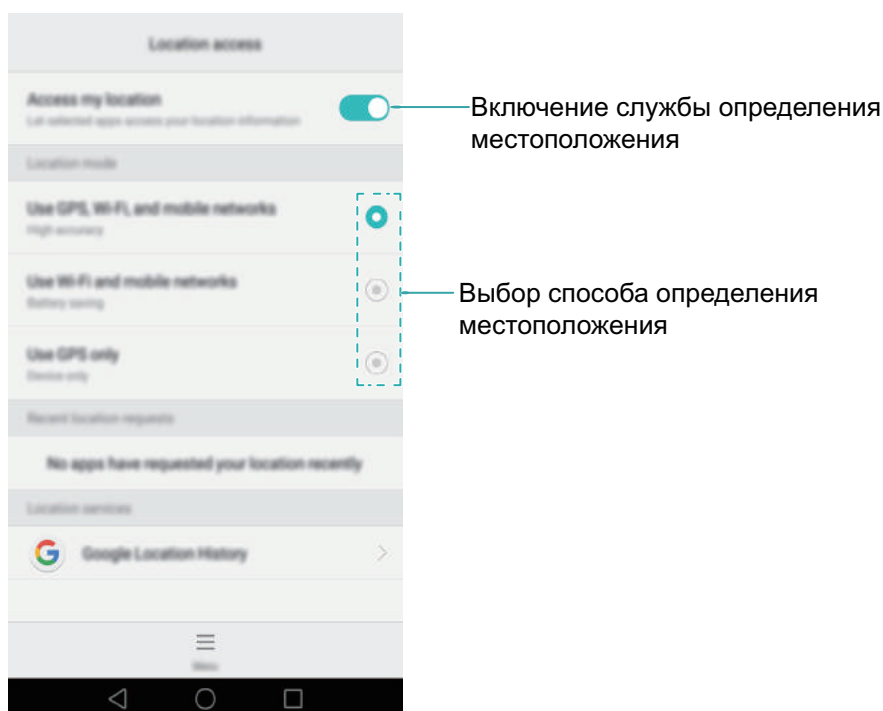 Location access
Access my location
Let selected apps access your location information
Включение службы определения
местоположения
Location mode
Use GPS, Wi-Fi, and mobile networks
High accuracy
Use Wi-Fi and mobile networks
Battery saving
Выбор способа определения
местоположения
Use GPS only
Device only
Recent location requests
No apps have requested your location recently
Location services
Google Location History
Menu